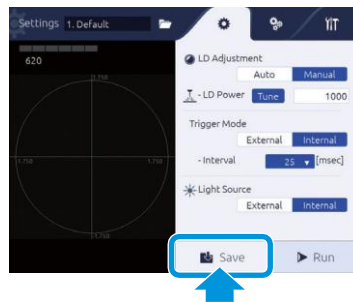 Settings 1. Default
620
1.750
-1.750 1.750
-1.750
LD Adjustment
Auto Manual
- LD Power Tune 1000
Trigger Mode
External Internal
- Interval 25 [msec]
Light Source
External Internal
Save Run